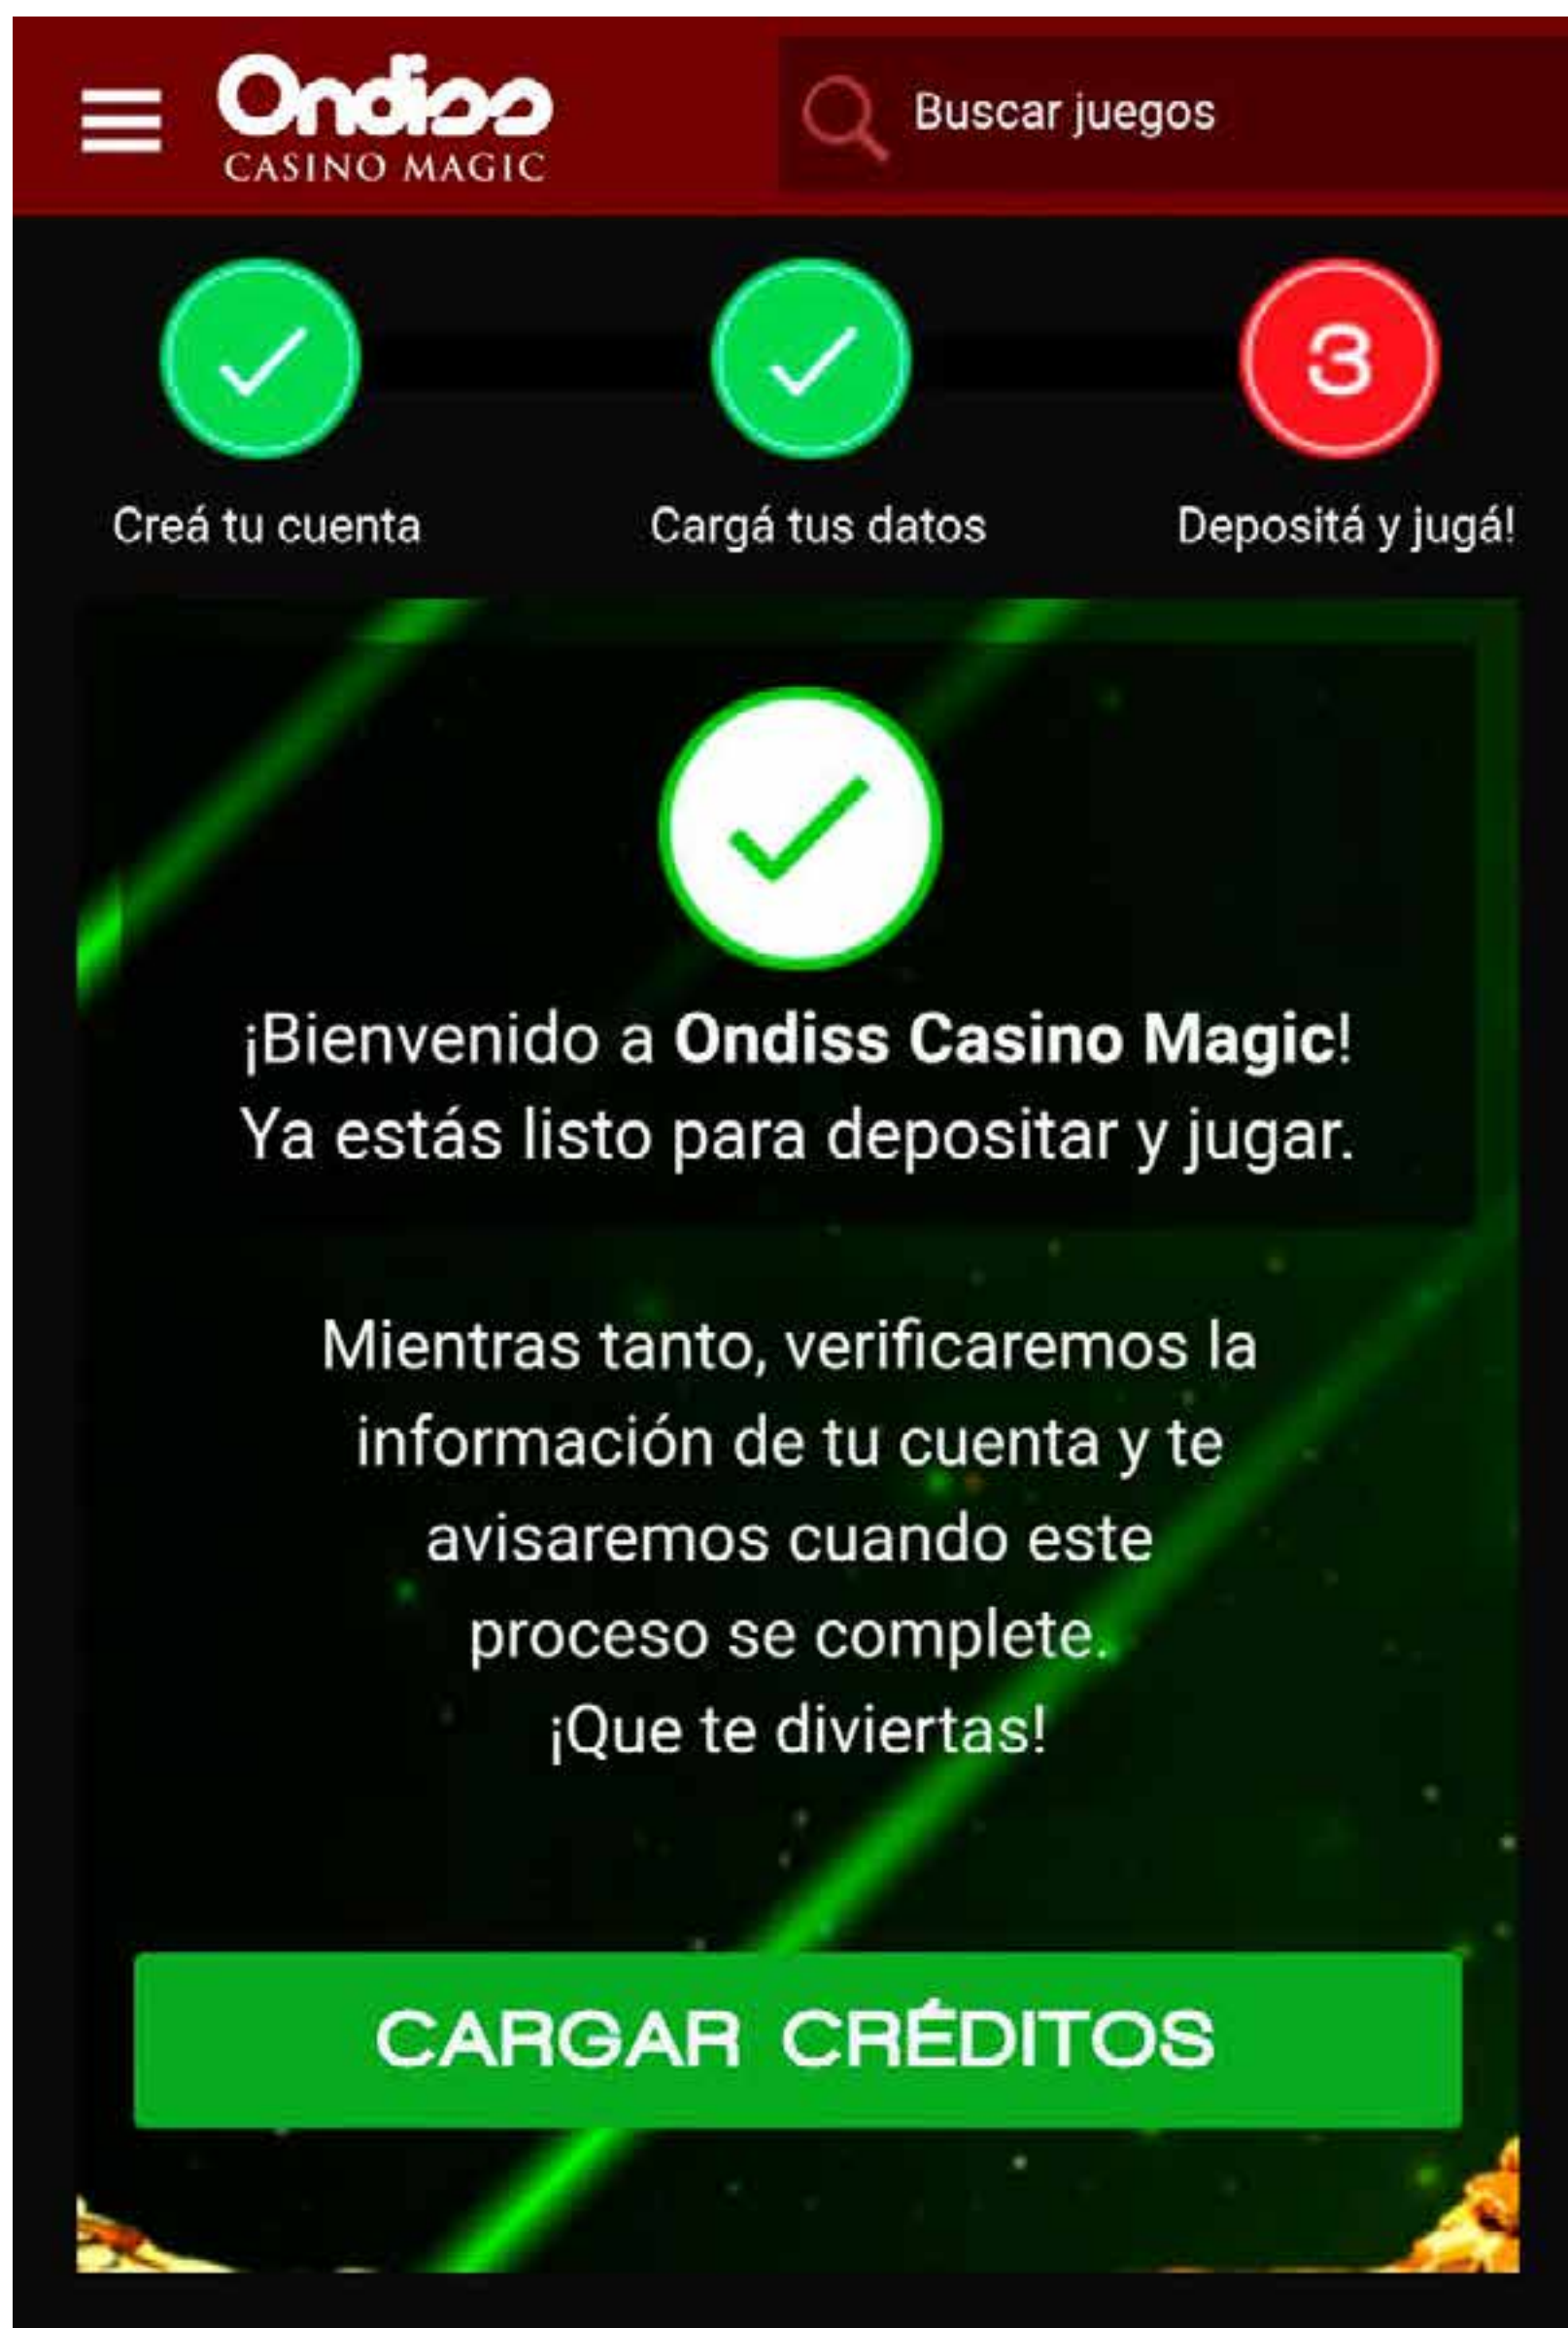 Ondiss
CASINO MAGIC
Buscar juegos
3
Creá tu cuenta
Cargá tus datos
Depositá y jugá!
¡Bienvenido a Ondiss Casino Magic!
Ya estás listo para depositar y jugar.
Mientras tanto, verificaremos la
información de tu cuenta y te
avisaremos cuando este
proceso se complete.
¡Que te diviertas!
CARGAR CRÉDITOS